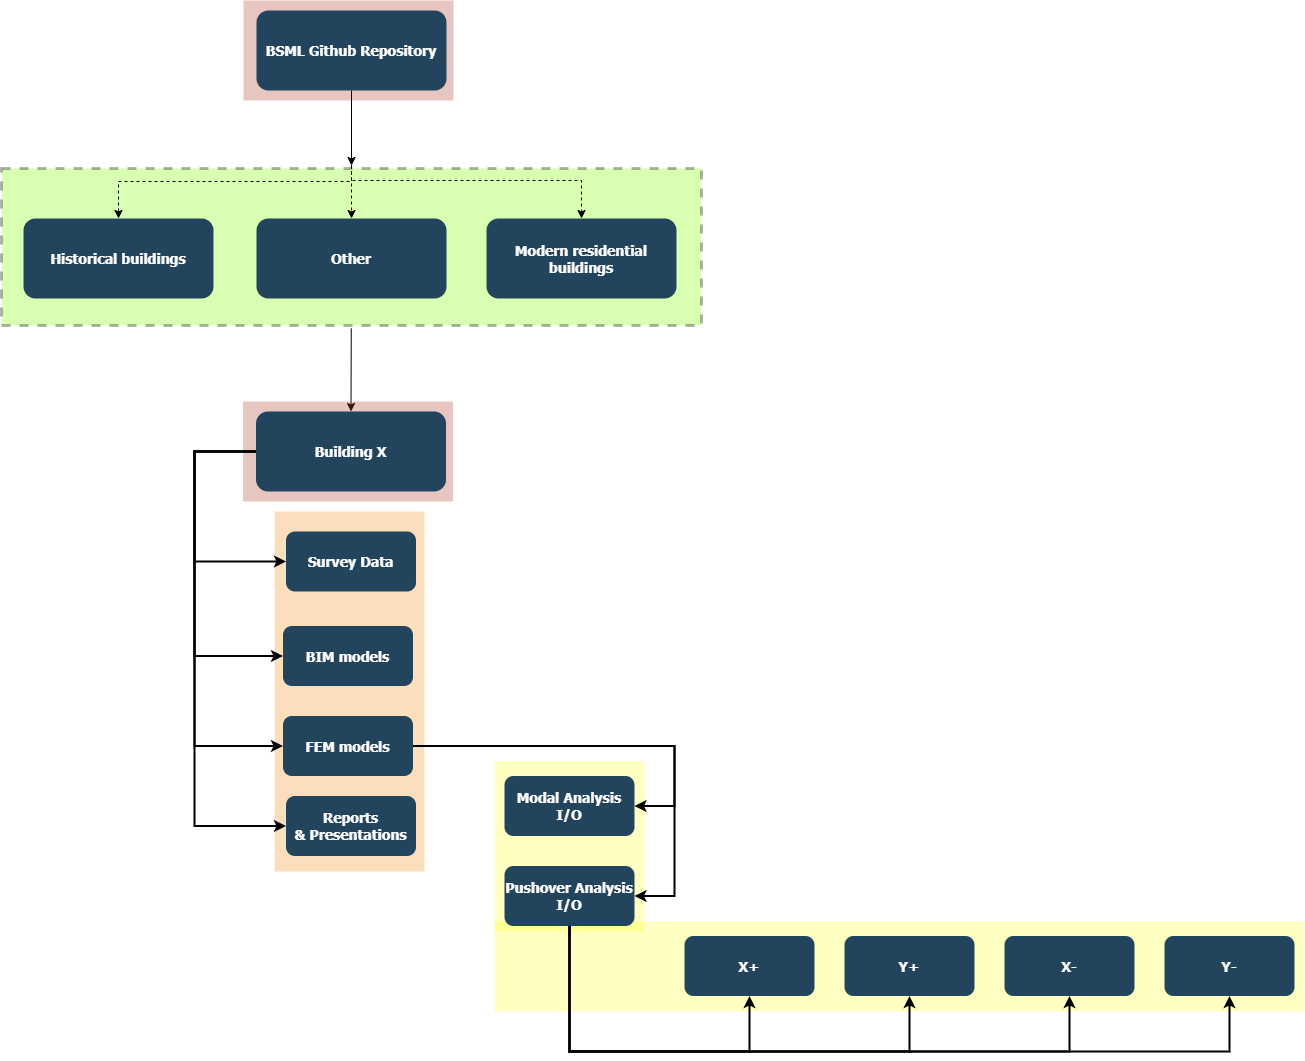 BSML Github Repository
Historical buildings
Other
Modern residential
buildings
Building X
Survey Data
BIM models
FEM models
Reports
& Presentations
Modal Analysis
I/O
Pushover Analysis
I/O
X+
Y+
X-
Y-